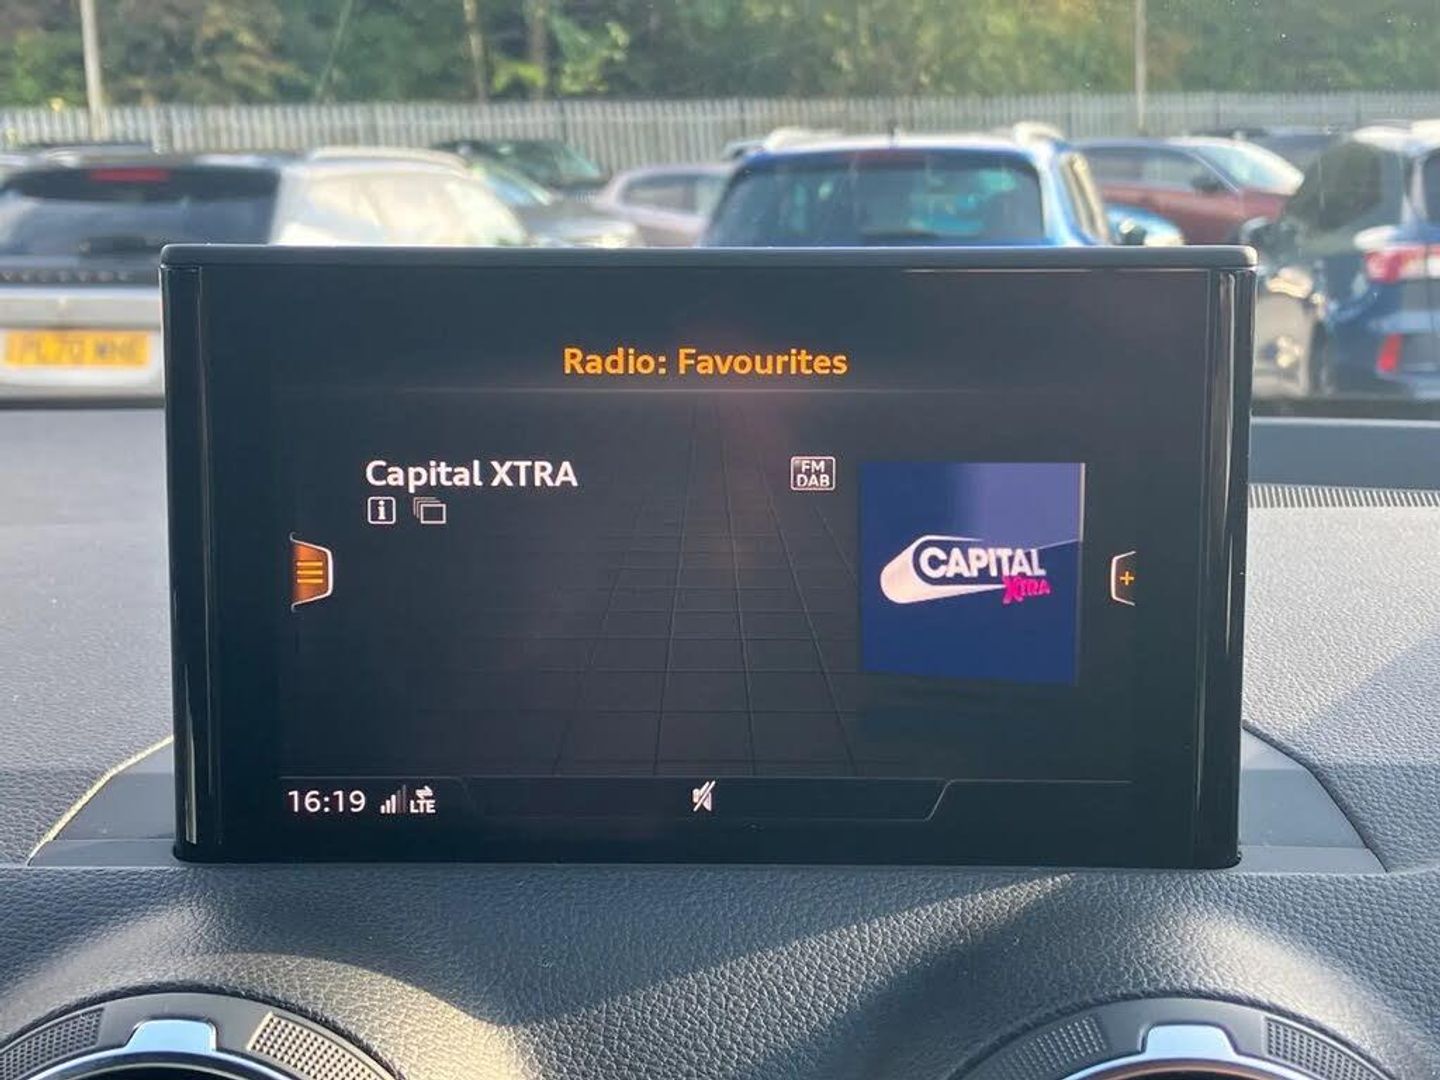 Radio: Favourites
Capital XTRA
FM
DAB
i
CAPITAL
XTRA
+
16:19
LTE